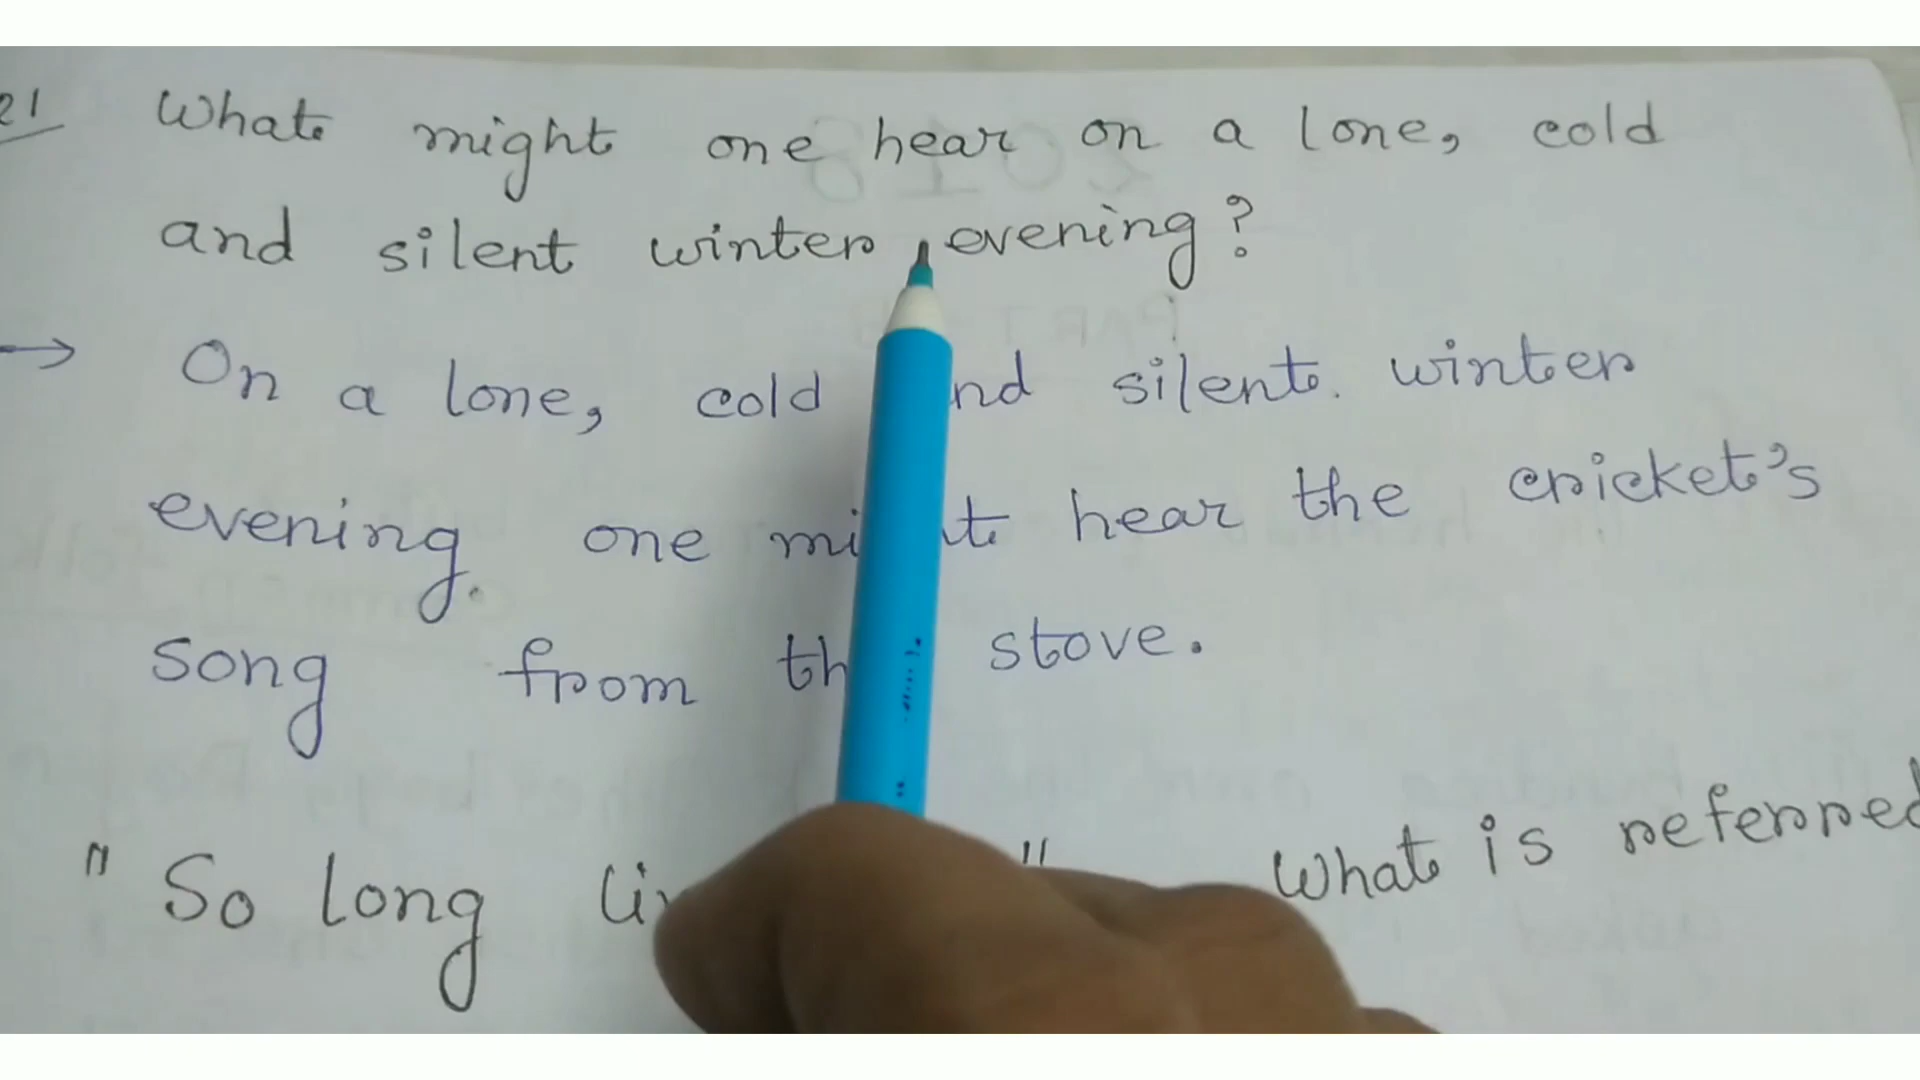 21 What might one hear on a lone, cold
and silent winter evening?
→ On a lone, cold nd silent. winter
evening. one mi t hear the cricket's
song from th stove.
"So long li " What is referred